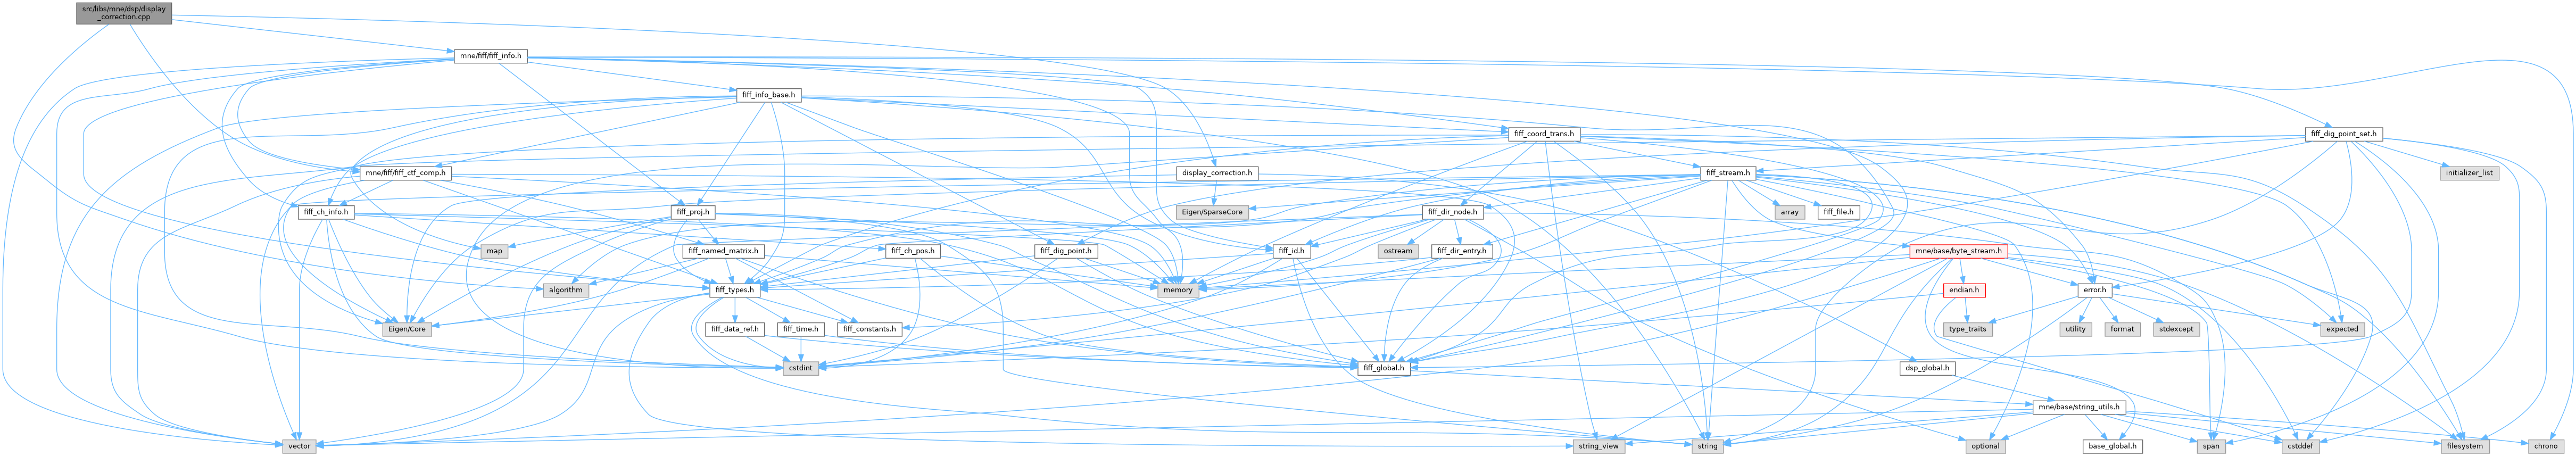 src/libs/mne/dsp/display
_correction.cpp
mne/fiff/fiff_info.h
fiff_info_base.h
fiff_coord_trans.h
fiff_dig_point_set.h
mne/fiff/fiff_ctf_comp.h
display_correction.h
fiff_stream.h
initializer_list
fiff_ch_info.h
fiff_proj.h
Eigen/SparseCore
fiff_dir_node.h
array
fiff_file.h
map
fiff_named_matrix.h
fiff_ch_pos.h
fiff_dig_point.h
fiff_id.h
ostream
fiff_dir_entry.h
mne/base/byte_stream.h
algorithm
fiff_types.h
memory
endian.h
error.h
Eigen/Core
fiff_data_ref.h
fiff_time.h
fiff_constants.h
type_traits
utility
format
stdexcept
expected
cstdint
fiff_global.h
dsp_global.h
mne/base/string_utils.h
vector
string_view
string
optional
base_global.h
span
cstddef
filesystem
chrono